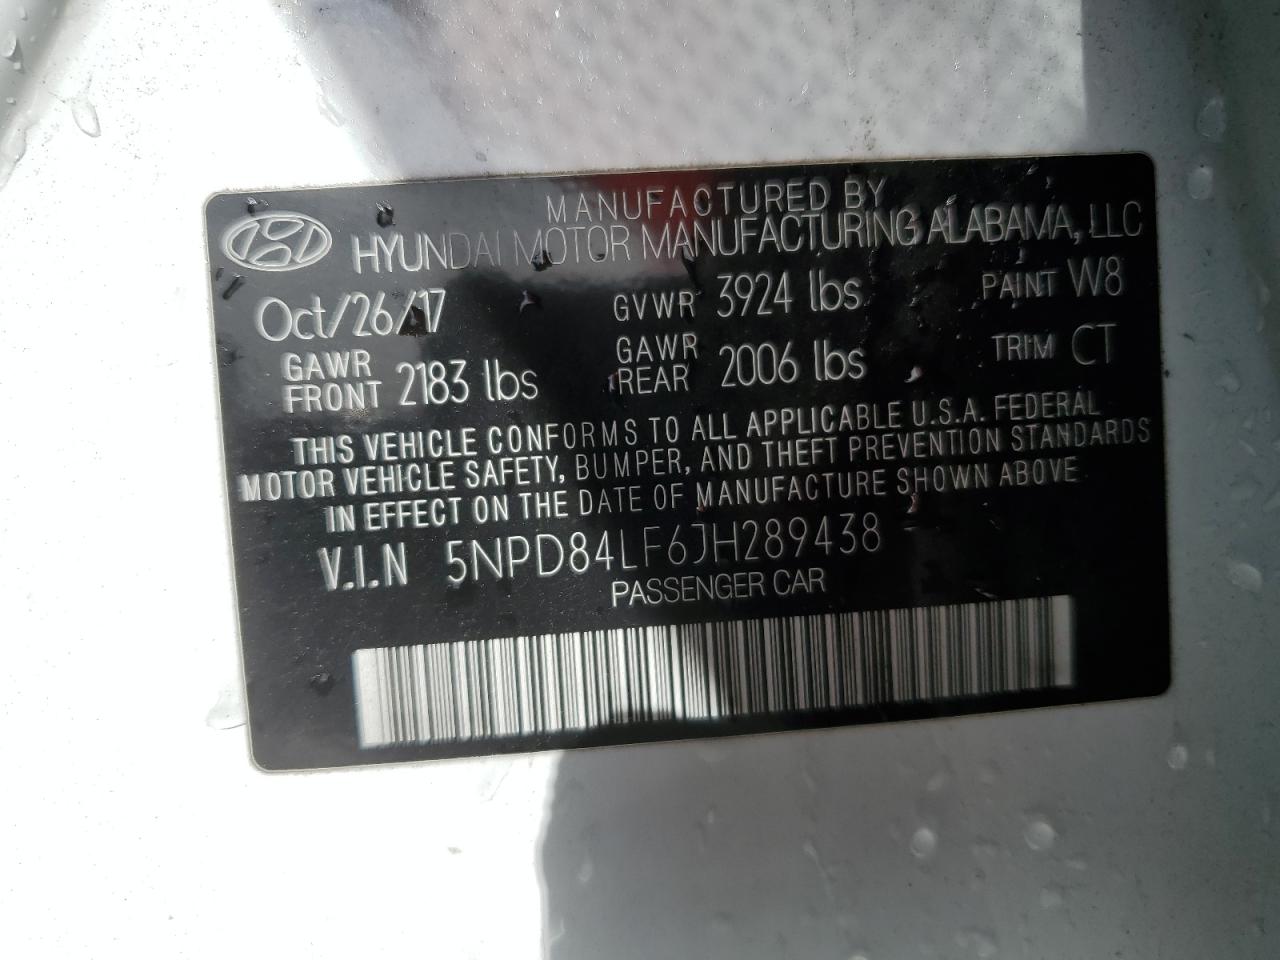 MANUFACTURED BY
HYUNDAI MOTOR MANUFACTURING ALABAMA, LLC
Oct/26/17 GVWR 3924 lbs PAINT W8
GAWR FRONT 2183 lbs GAWR REAR 2006 lbs TRIM CT
THIS VEHICLE CONFORMS TO ALL APPLICABLE U.S.A. FEDERAL
MOTOR VEHICLE SAFETY, BUMPER, AND THEFT PREVENTION STANDARDS
IN EFFECT ON THE DATE OF MANUFACTURE SHOWN ABOVE
V.I.N 5NPD84LF6JH289438
PASSENGER CAR